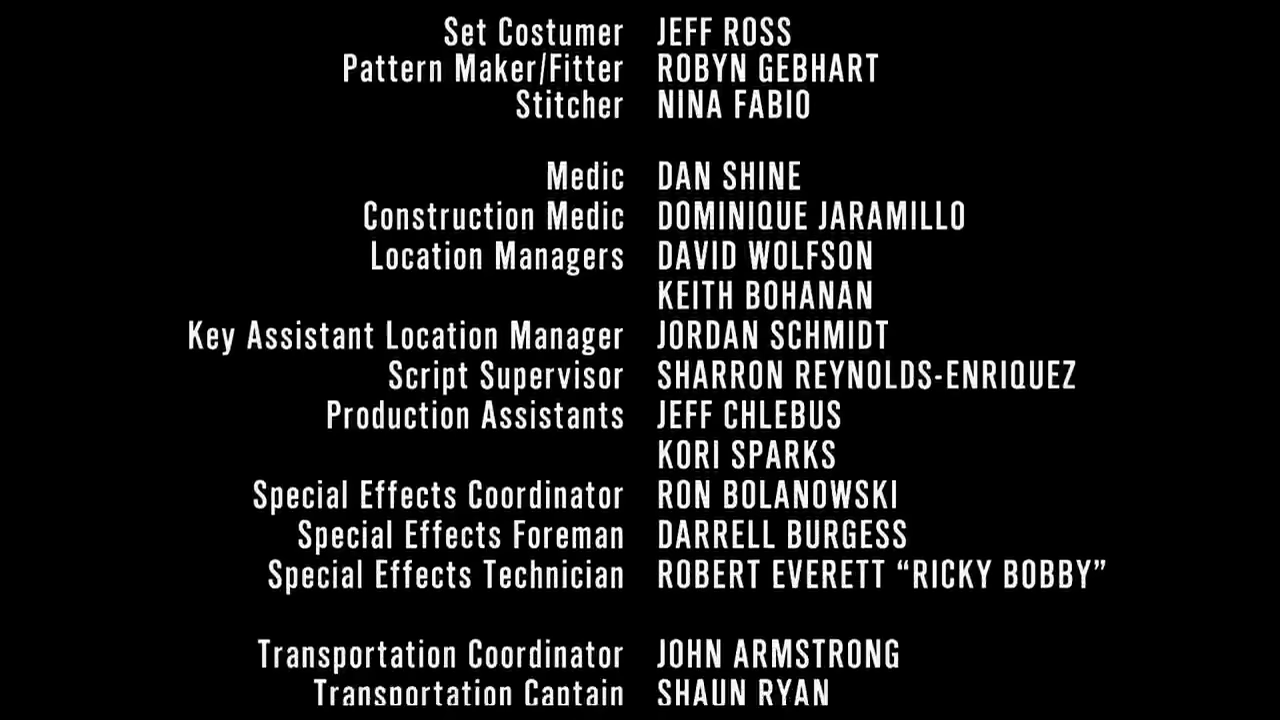 Set Costumer JEFF ROSS
Pattern Maker/Fitter ROBYN GEBHART
Stitcher NINA FABIO
Medic DAN SHINE
Construction Medic DOMINIQUE JARAMILLO
Location Managers DAVID WOLFSON
KEITH BOHANAN
Key Assistant Location Manager JORDAN SCHMIDT
Script Supervisor SHARRON REYNOLDS-ENRIQUEZ
Production Assistants JEFF CHLEBUS
KORI SPARKS
Special Effects Coordinator RON BOLANOWSKI
Special Effects Foreman DARRELL BURGESS
Special Effects Technician ROBERT EVERETT “RICKY BOBBY”
Transportation Coordinator JOHN ARMSTRONG
Transportation Captain SHAUN RYAN